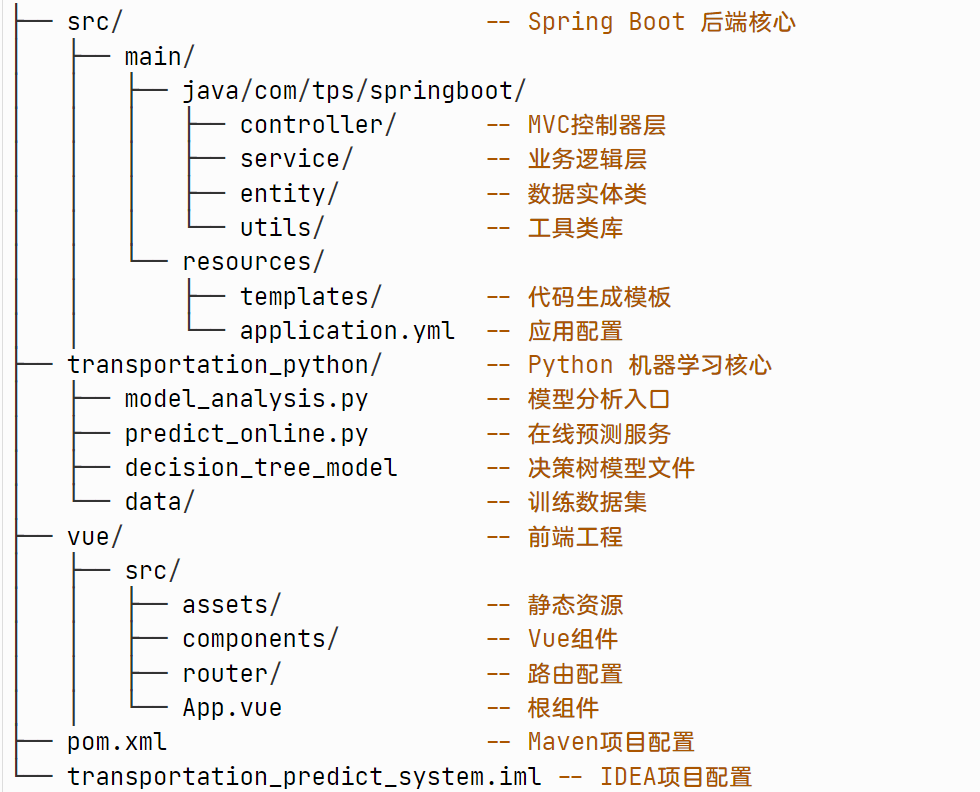 ├── src/ -- Spring Boot 后端核心
│ ├── main/
│ │ ├── java/com/tps/springboot/
│ │ │ ├── controller/ -- MVC控制器层
│ │ │ ├── service/ -- 业务逻辑层
│ │ │ ├── entity/ -- 数据实体类
│ │ │ └── utils/ -- 工具类库
│ │ └── resources/
│ │ ├── templates/ -- 代码生成模板
│ │ └── application.yml -- 应用配置
├── transportation_python/ -- Python 机器学习核心
│ ├── model_analysis.py -- 模型分析入口
│ ├── predict_online.py -- 在线预测服务
│ ├── decision_tree_model -- 决策树模型文件
│ └── data/ -- 训练数据集
├── vue/ -- 前端工程
│ ├── src/
│ │ ├── assets/ -- 静态资源
│ │ ├── components/ -- Vue组件
│ │ ├── router/ -- 路由配置
│ │ └── App.vue -- 根组件
├── pom.xml -- Maven项目配置
└── transportation_predict_system.iml -- IDEA项目配置